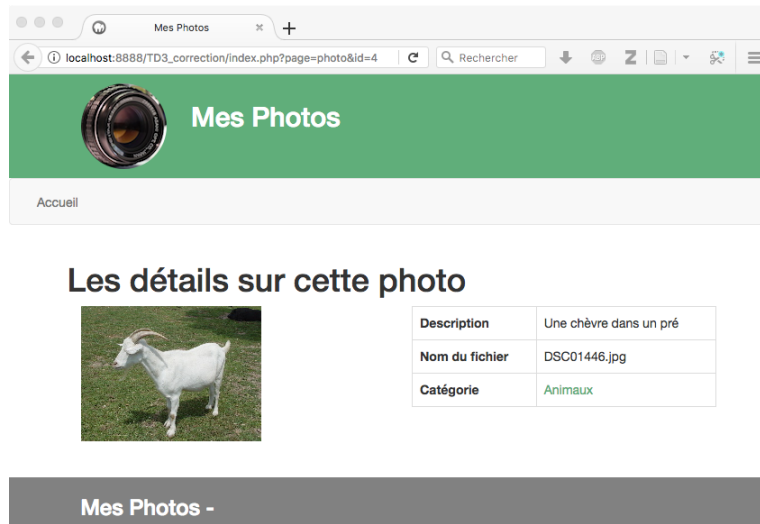 Mes Photos
localhost:8888/TD3_correction/index.php?page=photo&id=4
Rechercher
ABP
Z
Mes Photos
Accueil
Les détails sur cette photo
Description Une chèvre dans un pré
Nom du fichier DSC01446.jpg
Catégorie Animaux
Mes Photos -